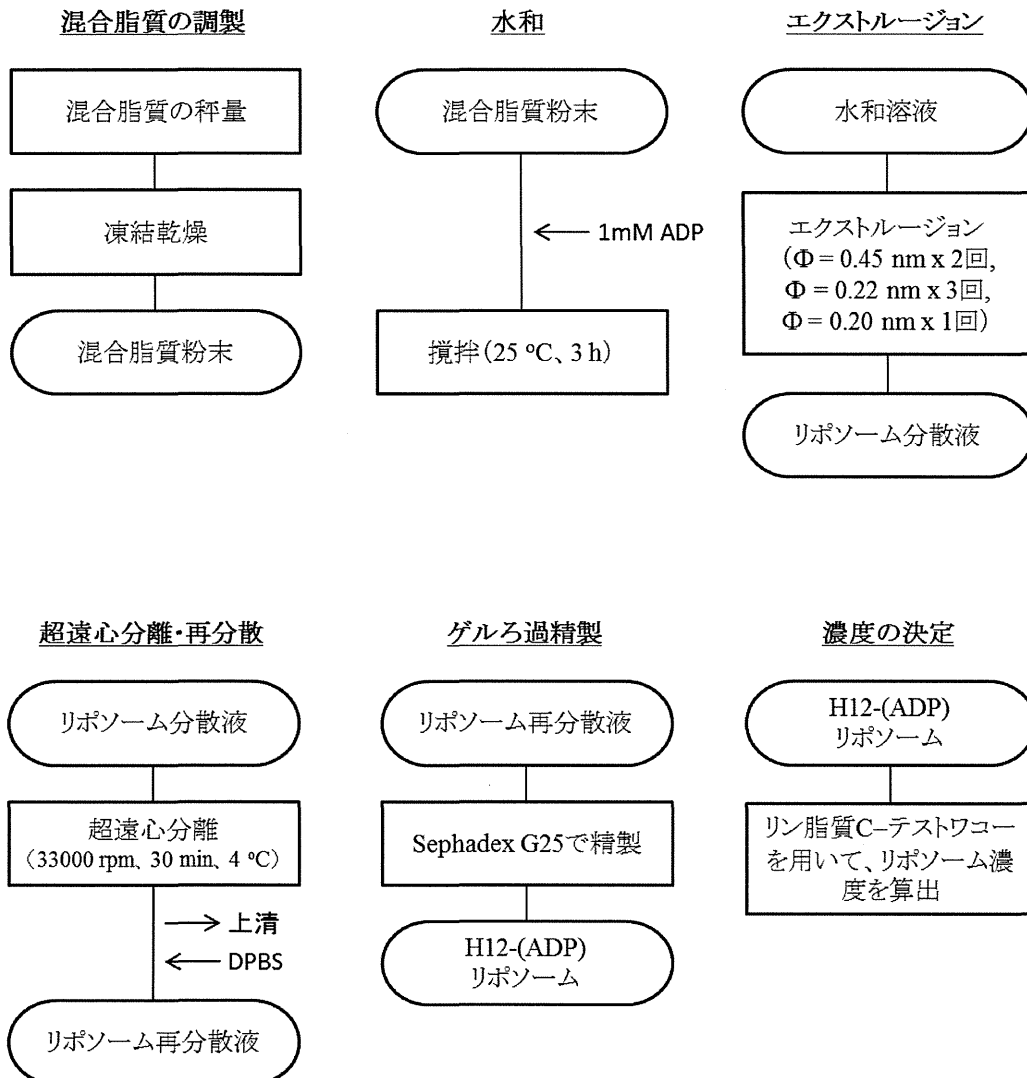 混合脂質の調製
混合脂質の秤量
凍結乾燥
混合脂質粉末
水和
混合脂質粉末
1mM ADP
攪拌(25 ºC、3 h)
エクストルージョン
水和溶液
エクストルージョン
(Φ = 0.45 nm x 2回,
Φ = 0.22 nm x 3回,
Φ = 0.20 nm x 1回)
リポソーム分散液
超遠心分離・再分散
リポソーム分散液
超遠心分離
(33000 rpm、30 min、4 ºC)
上清
DPBS
リポソーム再分散液
ゲルろ過精製
リポソーム再分散液
Sephadex G25で精製
H12-(ADP)
リポソーム
濃度の決定
H12-(ADP)
リポソーム
リン脂質C–テストワコー
を用いて、リポソーム濃
度を算出